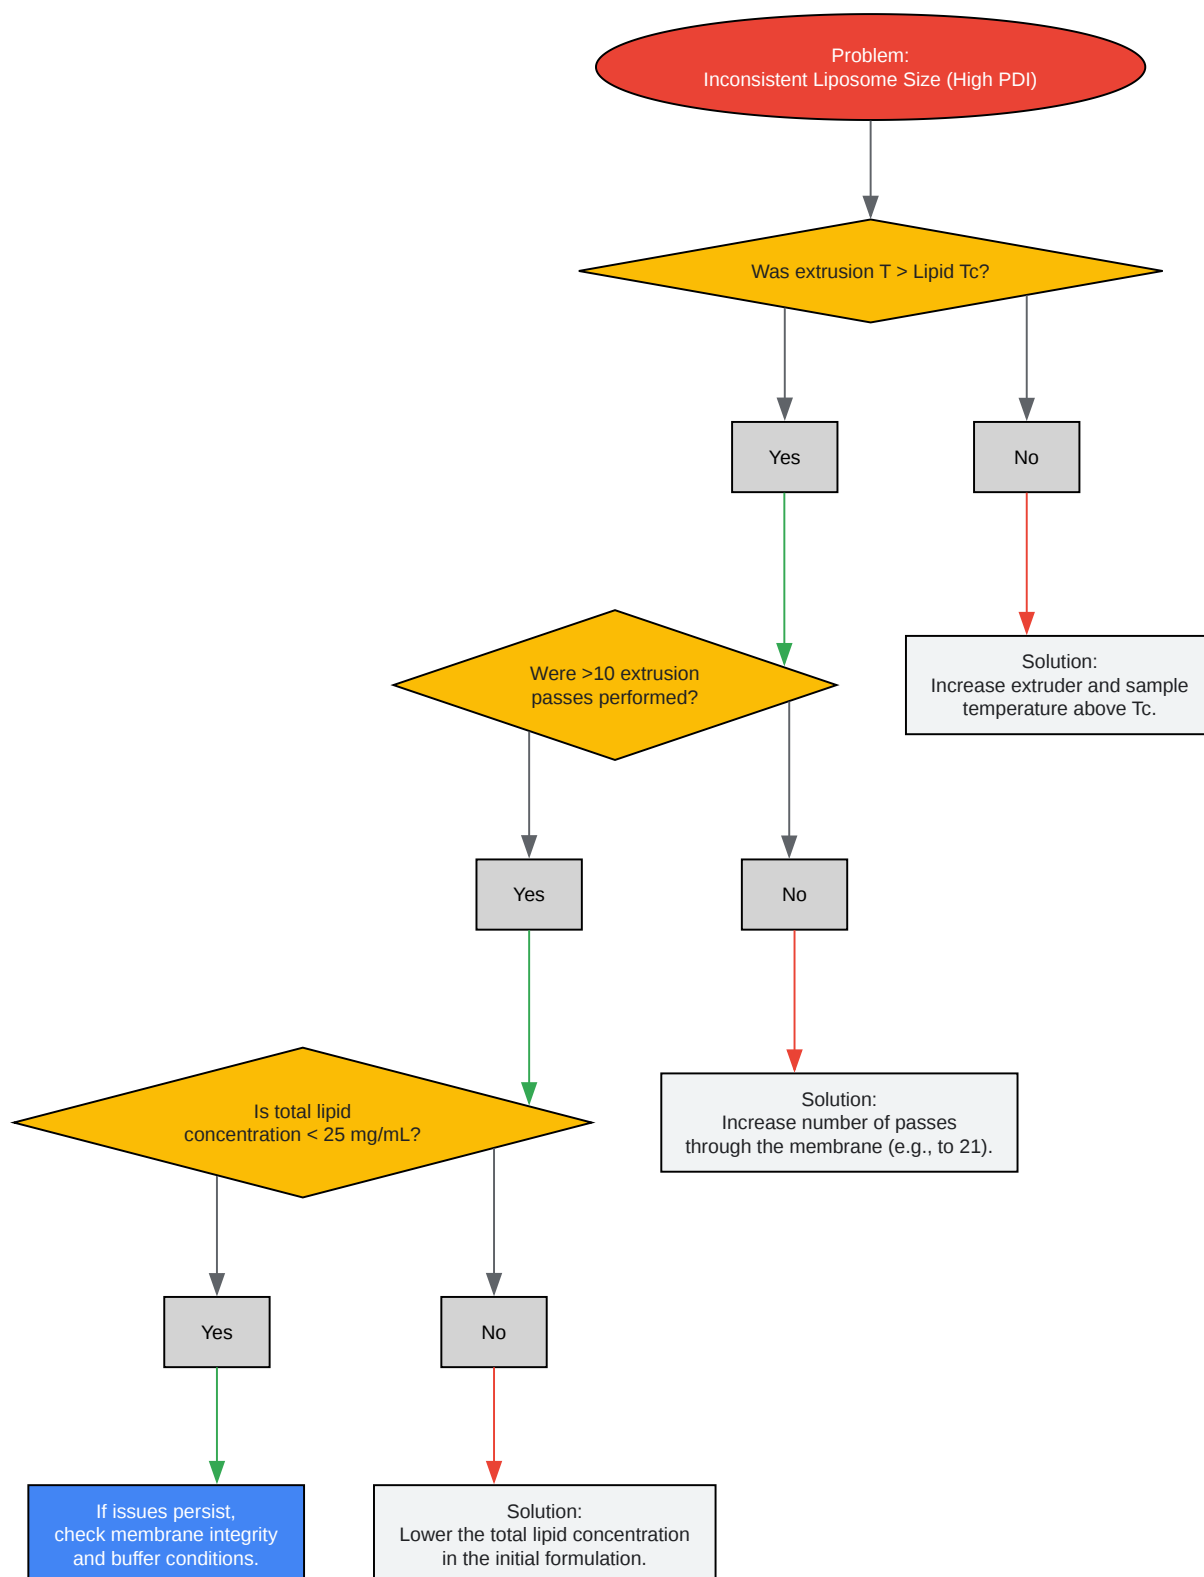 Problem:
Inconsistent Liposome Size (High PDI)
Was extrusion T > Lipid Tc?
Yes
No
Solution:
Increase extruder and sample
temperature above Tc.
Were >10 extrusion
passes performed?
Yes
No
Solution:
Increase number of passes
through the membrane (e.g., to 21).
Is total lipid
concentration < 25 mg/mL?
Yes
No
If issues persist,
check membrane integrity
and buffer conditions.
Solution:
Lower the total lipid concentration
in the initial formulation.